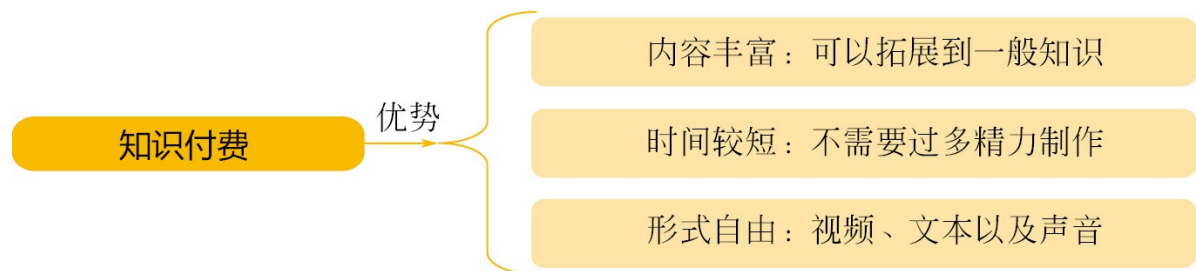 内容丰富：可以拓展到一般知识
优势
知识付费
时间较短：不需要过多精力制作
形式自由：视频、文本以及声音